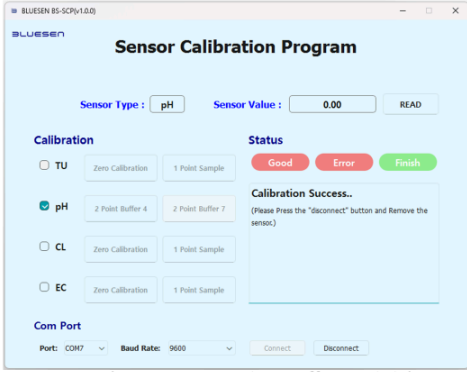 BLUESEN BS-SCP(v1.0.0)
BLUESEN
Sensor Calibration Program
Sensor Type : pH Sensor Value : 0.00 READ
Calibration
TU Zero Calibration 1 Point Sample
pH 2 Point Buffer 4 2 Point Buffer 7
CL Zero Calibration 1 Point Sample
EC Zero Calibration 1 Point Sample
Status
Good Error Finish
Calibration Success..
(Please Press the "disconnect" button and Remove the
sensor.)
Com Port
Port: COM7 Baud Rate: 9600 Connect Disconnect